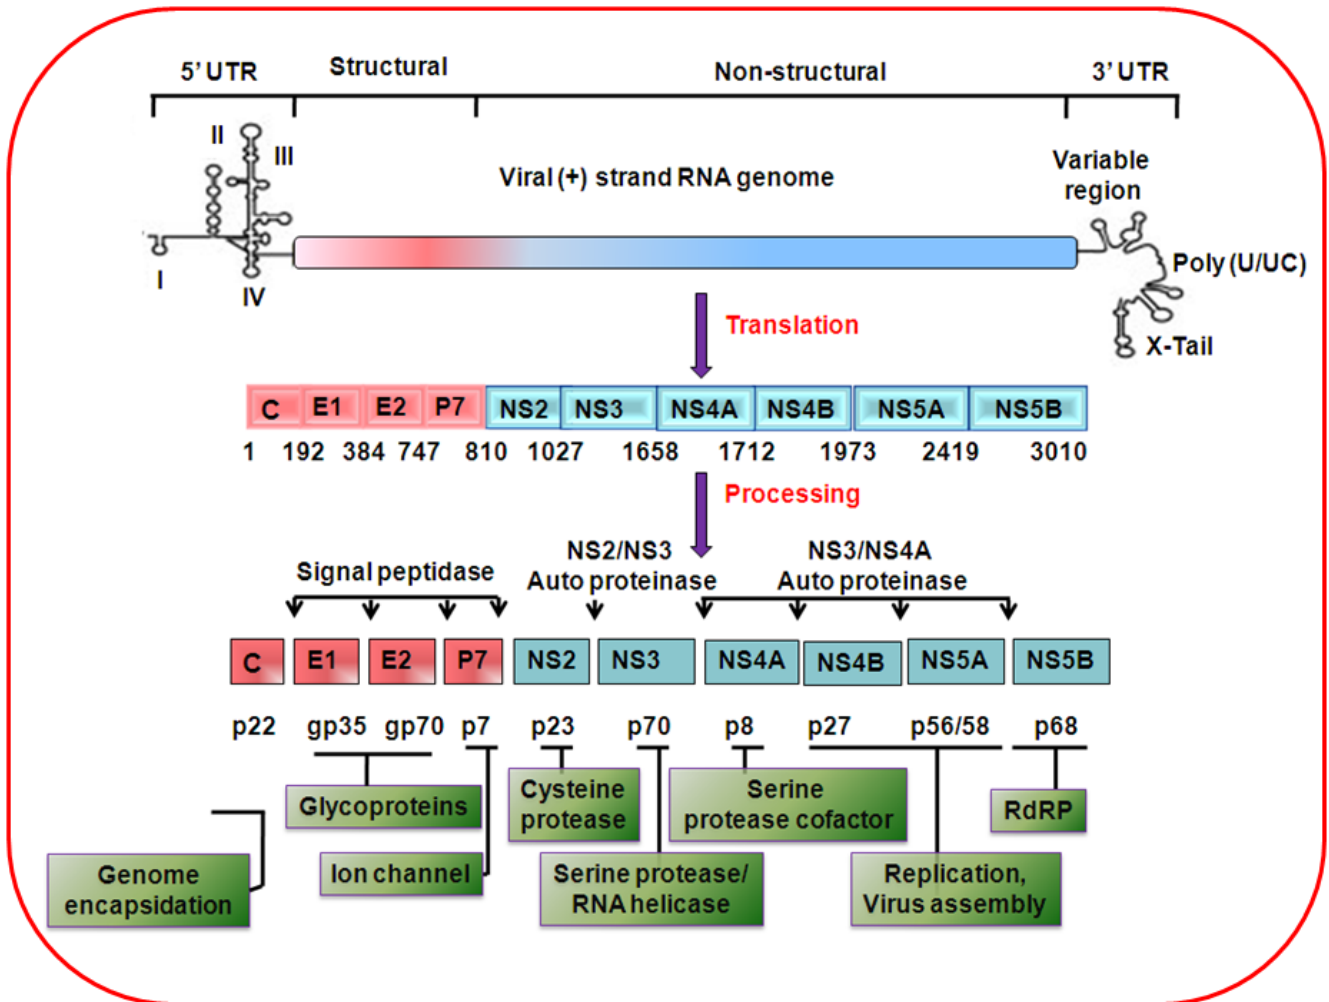 5' UTR Structural Non-structural 3' UTR
II
III
Variable
region
Viral (+) strand RNA genome
I
IV
Poly (U/UC)
X-Tail
Translation
C E1 E2 P7 NS2 NS3 NS4A NS4B NS5A NS5B
1 192 384 747 810 1027 1658 1712 1973 2419 3010
Processing
Signal peptidase
NS2/NS3
Auto proteinase
NS3/NS4A
Auto proteinase
C E1 E2 P7 NS2 NS3 NS4A NS4B NS5A NS5B
p22 gp35 gp70 p7 p23 p70 p8 p27 p56/58 p68
Glycoproteins
Cysteine
protease
Serine
protease cofactor
RdRP
Genome
encapsidation
Ion channel
Serine protease/
RNA helicase
Replication,
Virus assembly